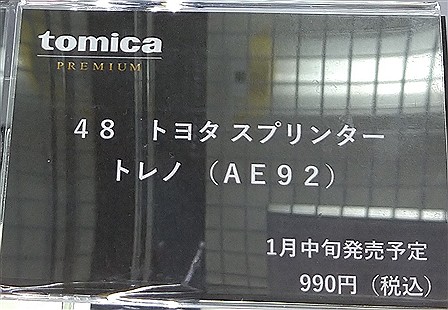 tomica
PREMIUM
48 トヨタ スプリンター
トレノ (AE92)
1月中旬発売予定
990円(税込)